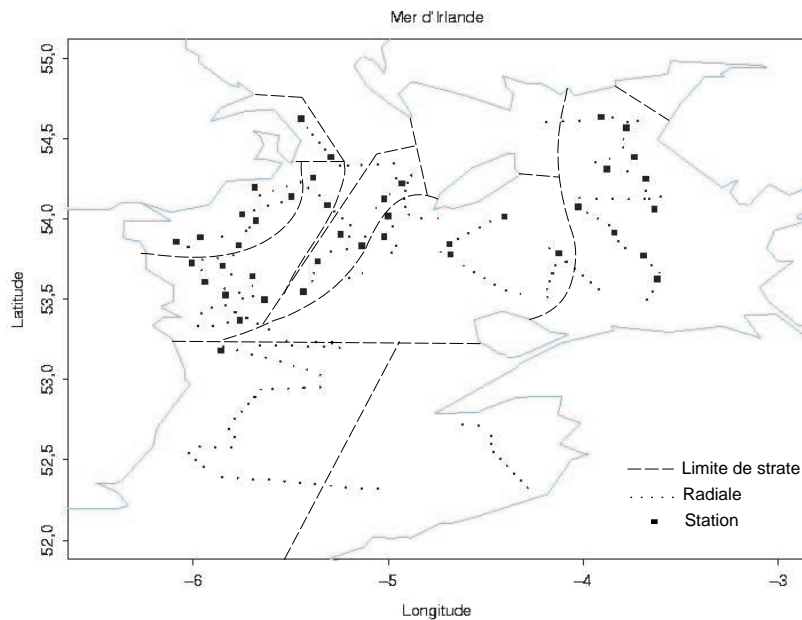 Mer d'Irlande
Latitude
55,0
54,5
54,0
53,5
53,0
52,5
52,0
Limite de strate
Radiale
Station
−6
−5
−4
−3
Longitude